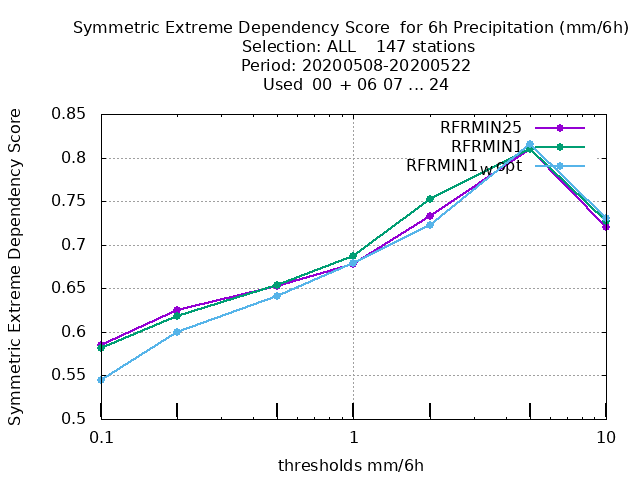 Symmetric Extreme Dependency Score  for 6h Precipitation (mm/6h)
Selection: ALL    147 stations
Period: 20200508-20200522
Used  00 + 06 07 ... 24
Symmetric Extreme Dependency Score
0.85
0.8
0.75
0.7
0.65
0.6
0.55
0.5
RFRMIN25
RFRMIN1
RFRMIN1wopt
0.1
1
10
thresholds mm/6h